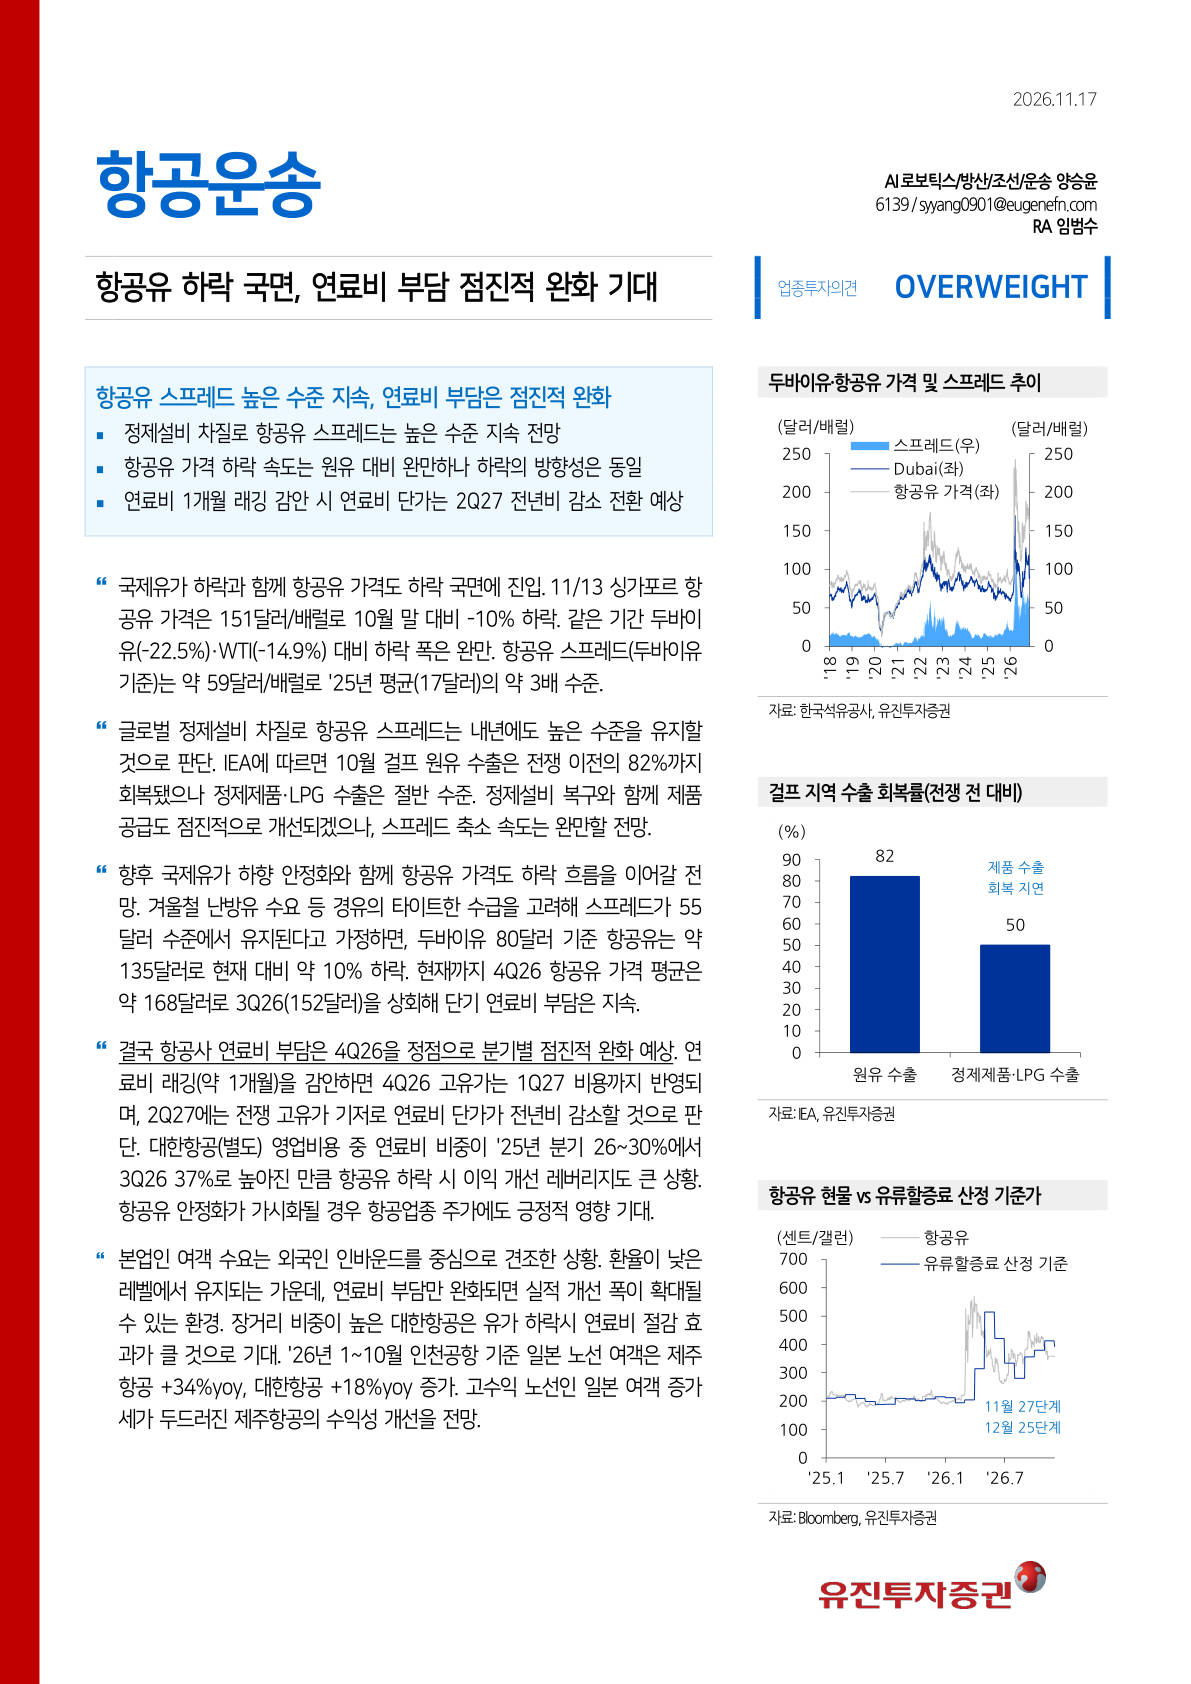 2026.11.17
항공운송
AI로보틱스/방산/조선/운송 양승윤
6139 / syyang0901@eugenefn.com
RA 임범수
항공유 하락 국면, 연료비 부담 점진적 완화 기대
업종투자의견 OVERWEIGHT
항공유 스프레드 높은 수준 지속, 연료비 부담은 점진적 완화
▪ 정제설비 차질로 항공유 스프레드는 높은 수준 지속 전망
▪ 항공유 가격 하락 속도는 원유 대비 완만하나 하락의 방향성은 동일
▪ 연료비 1개월 래깅 감안 시 연료비 단가는 2Q27 전년비 감소 전환 예상
“ 국제유가 하락과 함께 항공유 가격도 하락 국면에 진입. 11/13 싱가포르 항
공유 가격은 151달러/배럴로 10월 말 대비 -10% 하락. 같은 기간 두바이
유(-22.5%)·WTI(-14.9%) 대비 하락 폭은 완만. 항공유 스프레드(두바이유
기준)는 약 59달러/배럴로 '25년 평균(17달러)의 약 3배 수준.
“ 글로벌 정제설비 차질로 항공유 스프레드는 내년에도 높은 수준을 유지할
것으로 판단. IEA에 따르면 10월 걸프 원유 수출은 전쟁 이전의 82%까지
회복됐으나 정제제품·LPG 수출은 절반 수준. 정제설비 복구와 함께 제품
공급도 점진적으로 개선되겠으나, 스프레드 축소 속도는 완만할 전망.
“ 향후 국제유가 하향 안정화와 함께 항공유 가격도 하락 흐름을 이어갈 전
망. 겨울철 난방유 수요 등 경유의 타이트한 수급을 고려해 스프레드가 55
달러 수준에서 유지된다고 가정하면, 두바이유 80달러 기준 항공유는 약
135달러로 현재 대비 약 10% 하락. 현재까지 4Q26 항공유 가격 평균은
약 168달러로 3Q26(152달러)을 상회해 단기 연료비 부담은 지속.
“ 결국 항공사 연료비 부담은 4Q26을 정점으로 분기별 점진적 완화 예상. 연
료비 래깅(약 1개월)을 감안하면 4Q26 고유가는 1Q27 비용까지 반영되
며, 2Q27에는 전쟁 고유가 기저로 연료비 단가가 전년비 감소할 것으로 판
단. 대한항공(별도) 영업비용 중 연료비 비중이 '25년 분기 26~30%에서
3Q26 37%로 높아진 만큼 항공유 하락 시 이익 개선 레버리지도 큰 상황.
항공유 안정화가 가시화될 경우 항공업종 주가에도 긍정적 영향 기대.
“ 본업인 여객 수요는 외국인 인바운드를 중심으로 견조한 상황. 환율이 낮은
레벨에서 유지되는 가운데, 연료비 부담만 완화되면 실적 개선 폭이 확대될
수 있는 환경. 장거리 비중이 높은 대한항공은 유가 하락시 연료비 절감 효
과가 클 것으로 기대. '26년 1~10월 인천공항 기준 일본 노선 여객은 제주
항공 +34%yoy, 대한항공 +18%yoy 증가. 고수익 노선인 일본 여객 증가
세가 두드러진 제주항공의 수익성 개선을 전망.
두바이유·항공유 가격 및 스프레드 추이
(달러/배럴) (달러/배럴)
스프레드(우)
Dubai(좌)
항공유 가격(좌)
250 250
200 200
150 150
100 100
50 50
0 0
'18 '19 '20 '21 '22 '23 '24 '25 '26
자료: 한국석유공사, 유진투자증권
걸프 지역 수출 회복률(전쟁 전 대비)
(%)
90
80
70
60
50
40
30
20
10
0
82
제품 수출
회복 지연
50
원유 수출 정제제품·LPG 수출
자료: IEA, 유진투자증권
항공유 현물 vs 유류할증료 산정 기준가
(센트/갤런)
항공유
유류할증료 산정 기준
700
600
500
400
300
200
100
0
11월 27단계
12월 25단계
'25.1 '25.7 '26.1 '26.7
자료: Bloomberg, 유진투자증권
유진투자증권